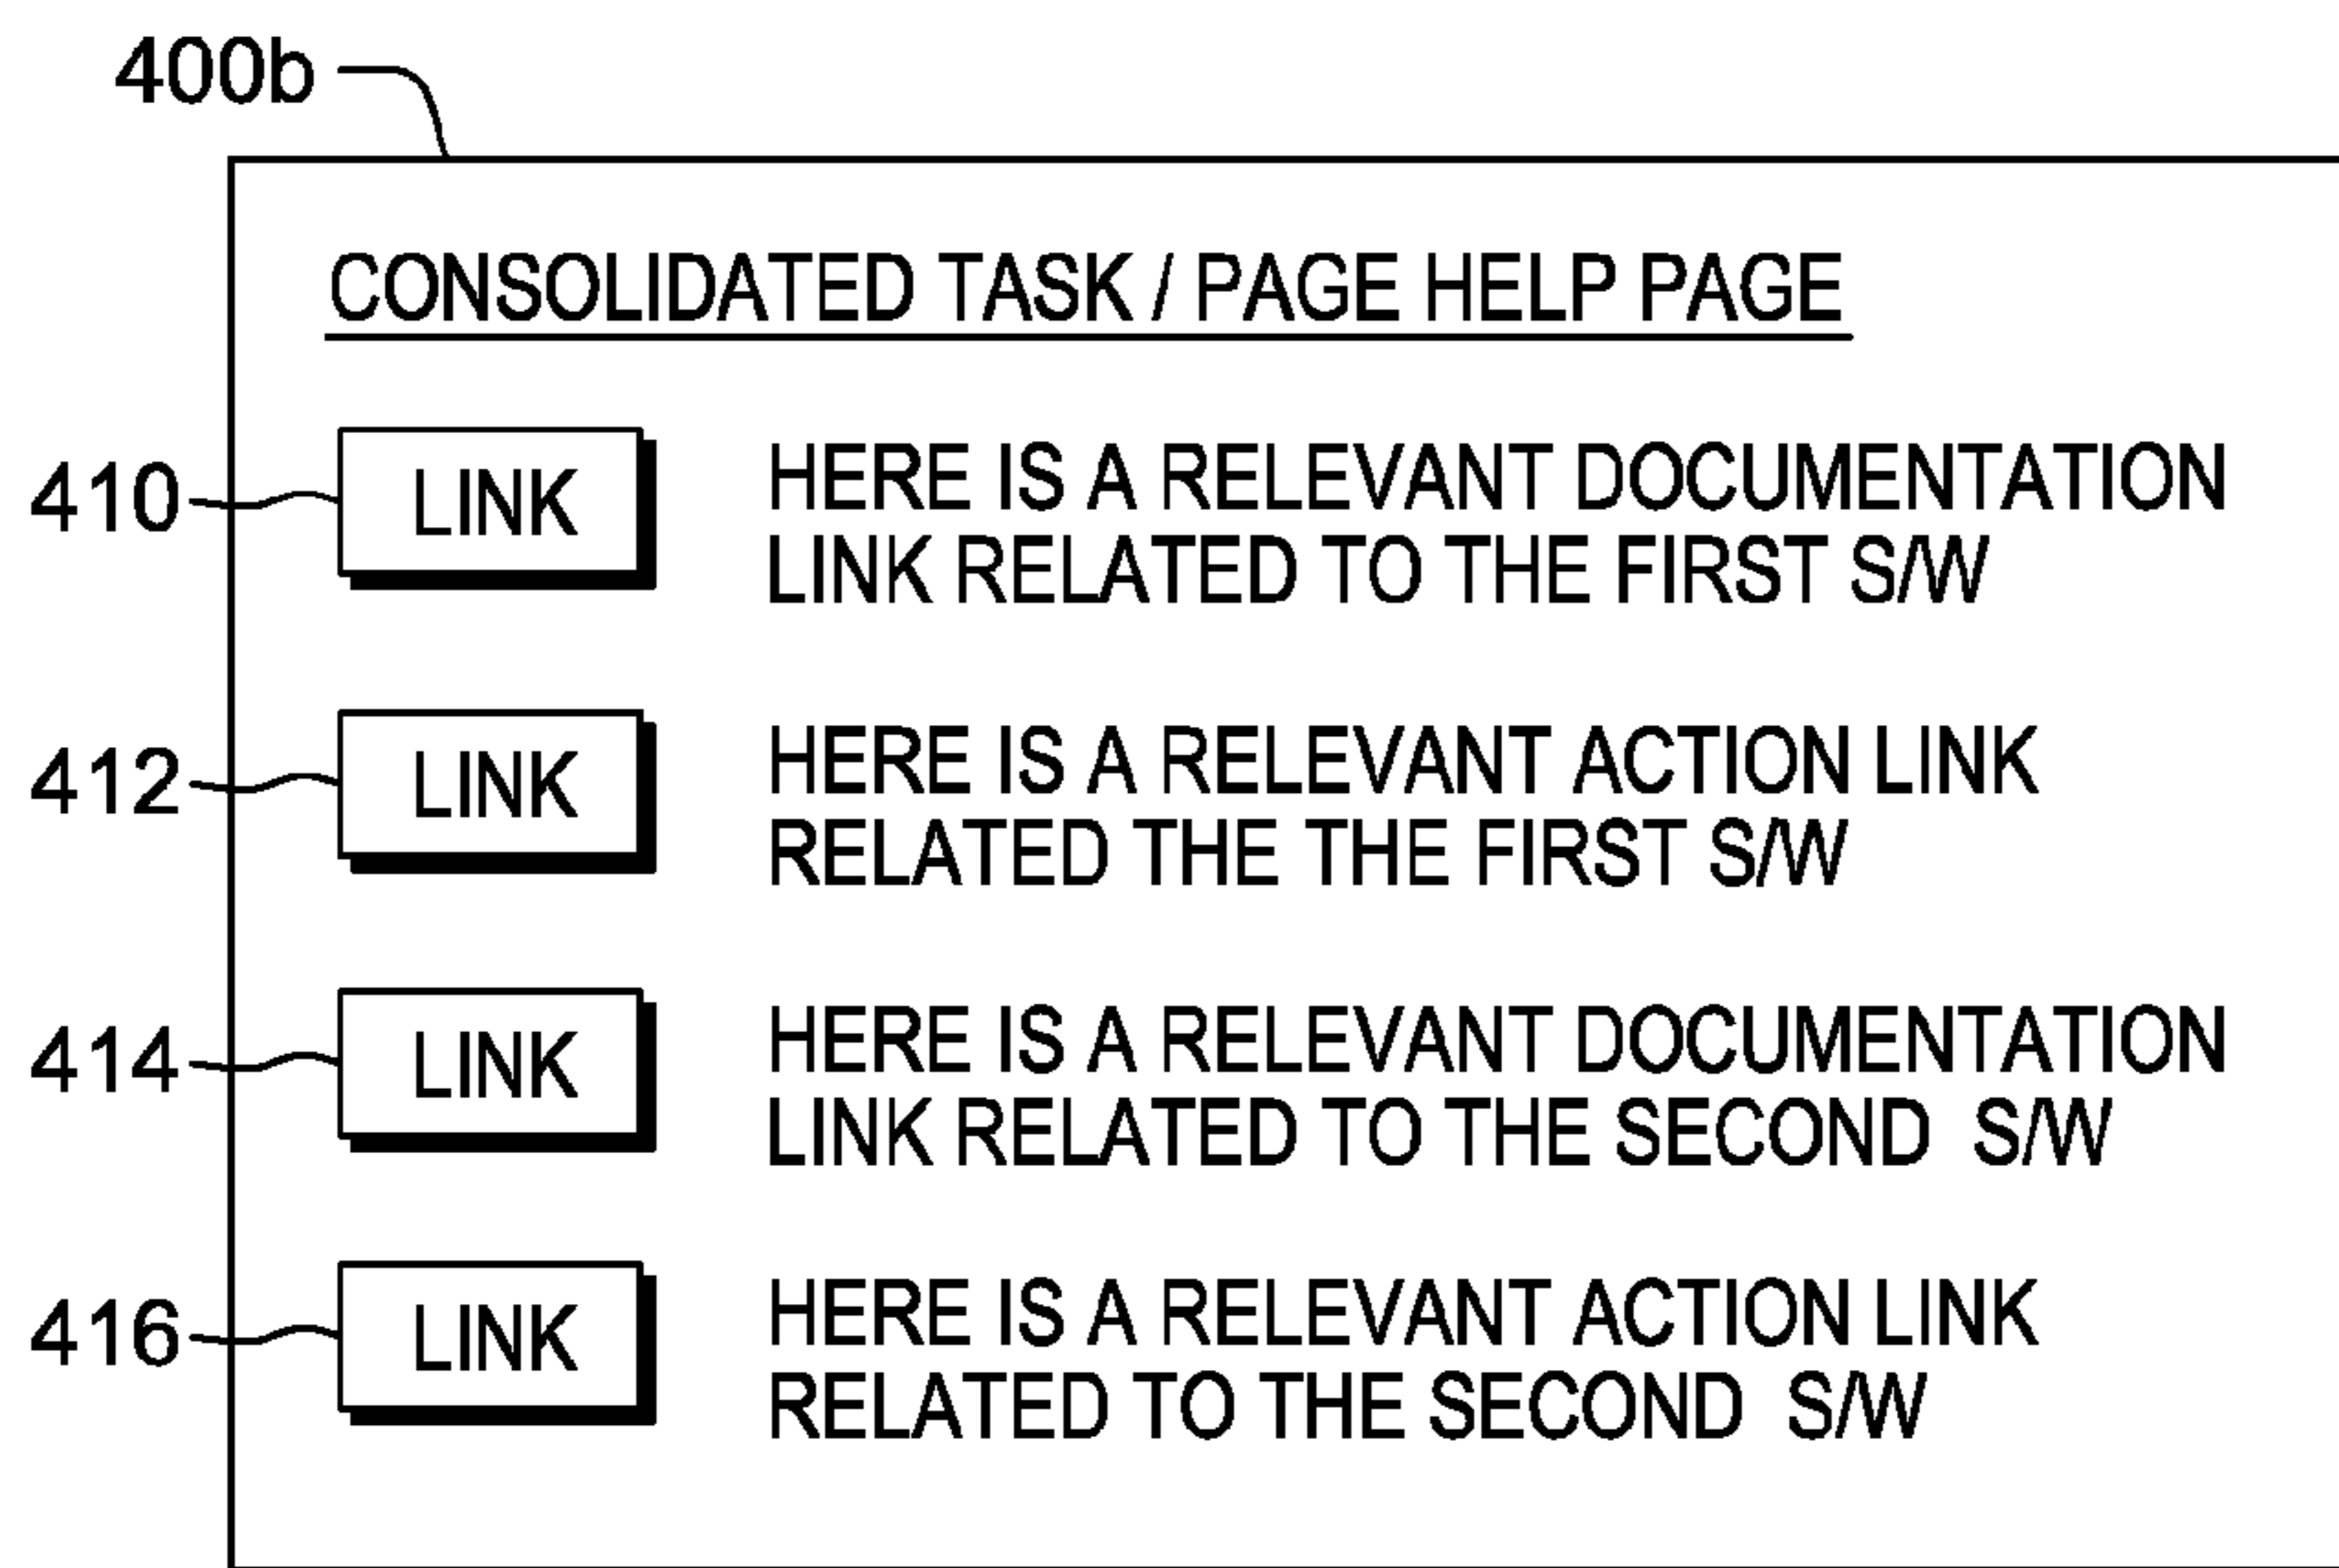 400b
CONSOLIDATED TASK / PAGE HELP PAGE
410 LINK HERE IS A RELEVANT DOCUMENTATION
LINK RELATED TO THE FIRST S/W
412 LINK HERE IS A RELEVANT ACTION LINK
RELATED THE THE FIRST S/W
414 LINK HERE IS A RELEVANT DOCUMENTATION
LINK RELATED TO THE SECOND S/W
416 LINK HERE IS A RELEVANT ACTION LINK
RELATED TO THE SECOND S/W